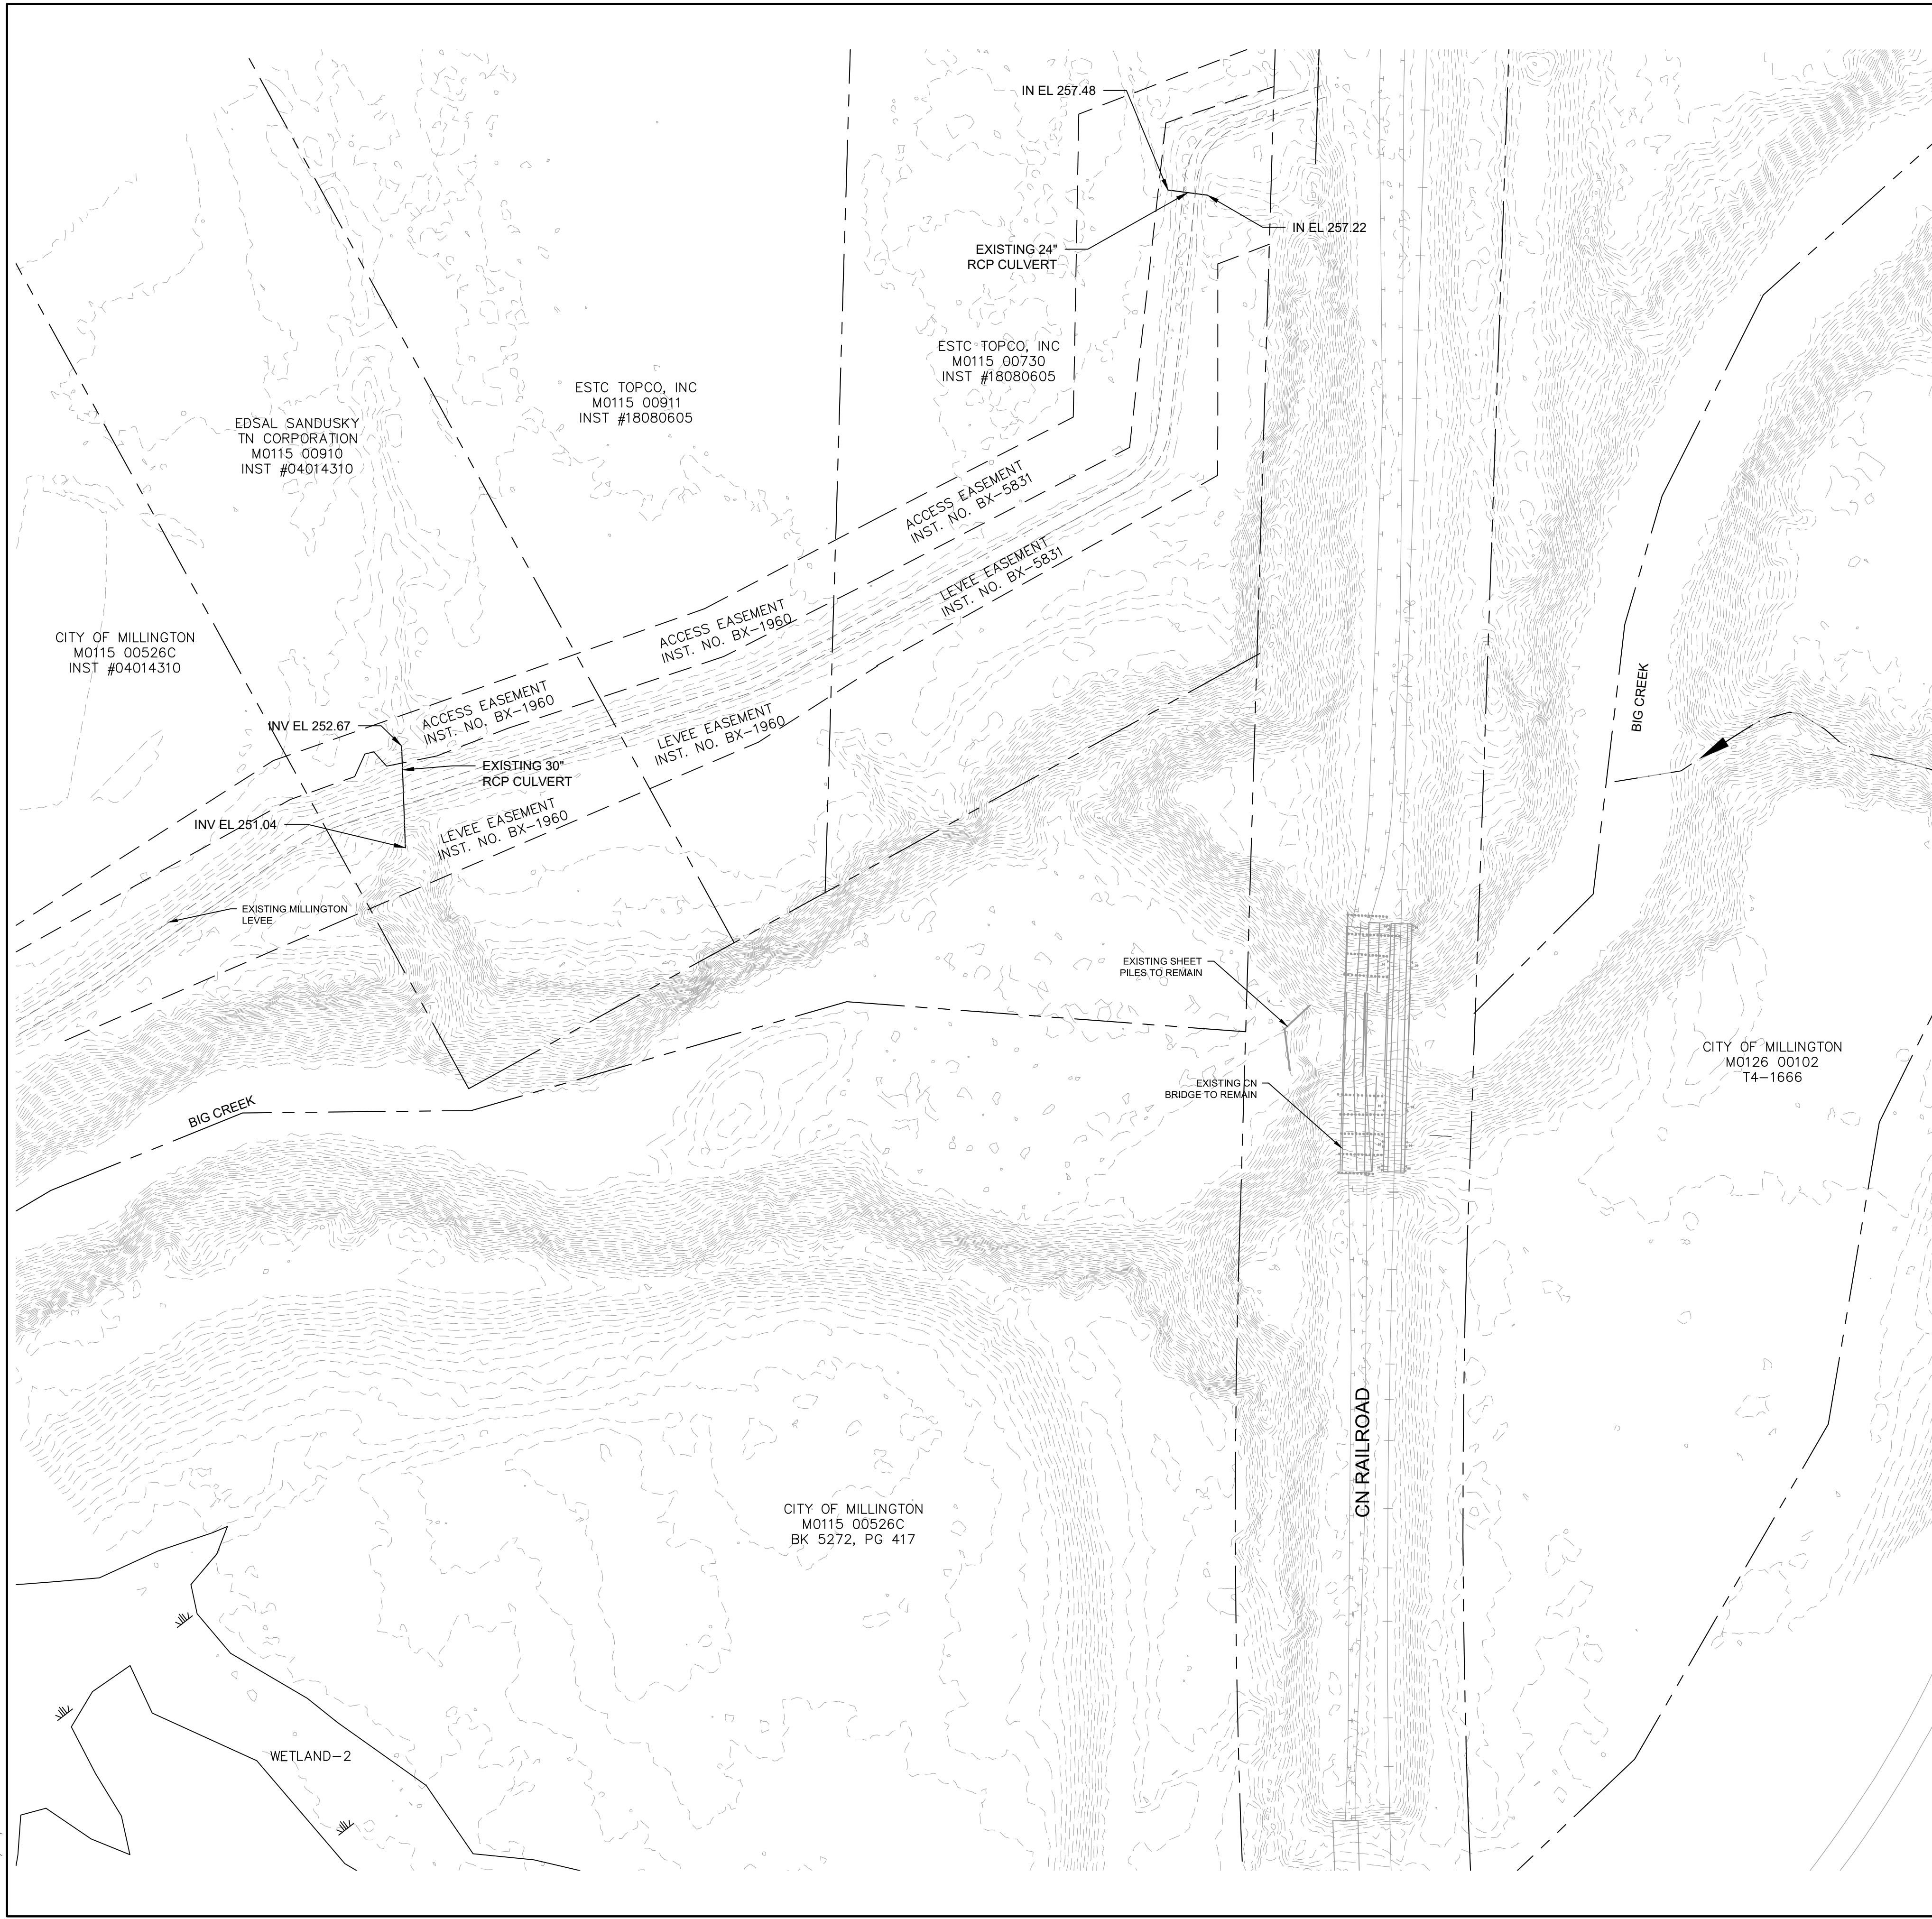 IN EL 257.48
IN EL 257.22
EXISTING 24"
RCP CULVERT
ESTC TOPCO, INC
M0115 00730
INST #18080605
ESTC TOPCO, INC
M0115 00911
INST #18080605
EDSAL SANDUSKY
TN CORPORATION
M0115 00910
INST #04014310
ACCESS EASEMENT
INST. NO. BX-5831
LEVEE EASEMENT
INST. NO. BX-5831
ACCESS EASEMENT
INST. NO. BX-1960
CITY OF MILLINGTON
M0115 00526C
INST #04014310
ACCESS EASEMENT
INST. NO. BX-1960
LEVEE EASEMENT
INST. NO. BX-1960
INV EL 252.67
EXISTING 30"
RCP CULVERT
INV EL 251.04
LEVEE EASEMENT
INST. NO. BX-1960
BIG CREEK
EXISTING MILLINGTON
LEVEE
EXISTING SHEET
PILES TO REMAIN
EXISTING CN
BRIDGE TO REMAIN
CITY OF MILLINGTON
M0126 00102
T4-1666
BIG CREEK
CN RAILROAD
CITY OF MILLINGTON
M0115 00526C
BK 5272, PG 417
WETLAND-2